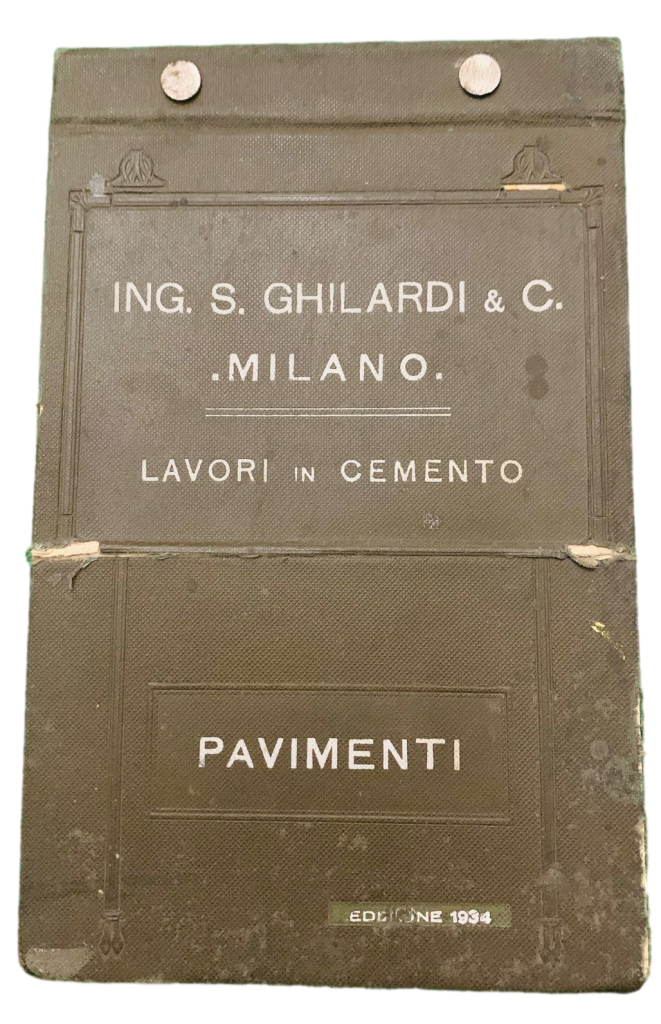 ING. S. GHILARDI & C.
.MILANO.
LAVORI IN CEMENTO
PAVIMENTI
EDIZIONE 1934